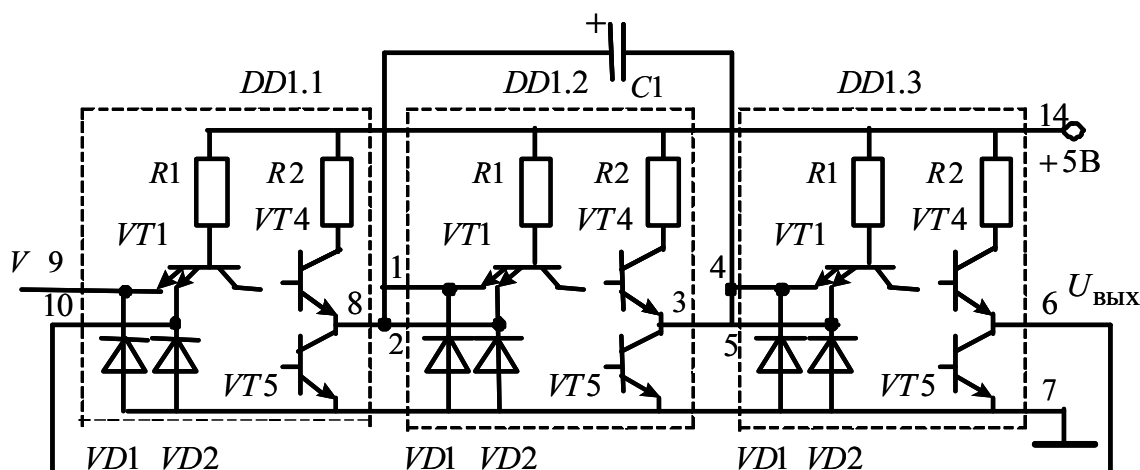 +
C1
DD1.1 DD1.2 DD1.3
14
+5В
R1 R2 R1 R2 R1 R2
VT4 VT4 VT4
VT1 VT1 VT1
V 9 1 4
10 8 3 6 Uвых
2 5
VT5 VT5 VT5 7
VD1 VD2 VD1 VD2 VD1 VD2